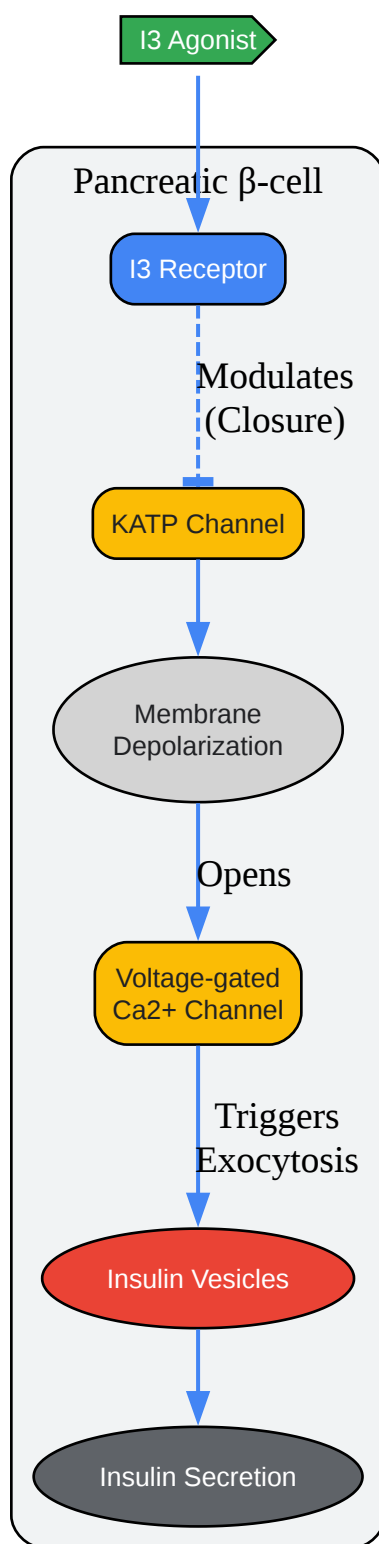 I3 Agonist
Pancreatic β-cell
I3 Receptor
Modulates
(Closure)
KATP Channel
Membrane
Depolarization
Opens
Voltage-gated
Ca2+ Channel
Triggers
Exocytosis
Insulin Vesicles
Insulin Secretion